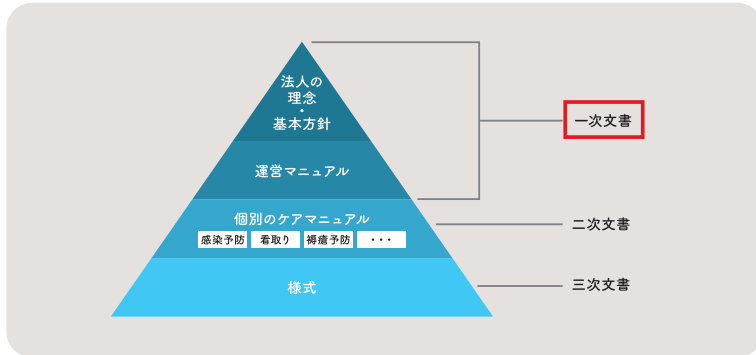 法人の
理念
・
基本方針
一次文書
運営マニュアル
個別のケアマニュアル
感染予防
看取り
褥瘡予防
・・・
二次文書
様式
三次文書